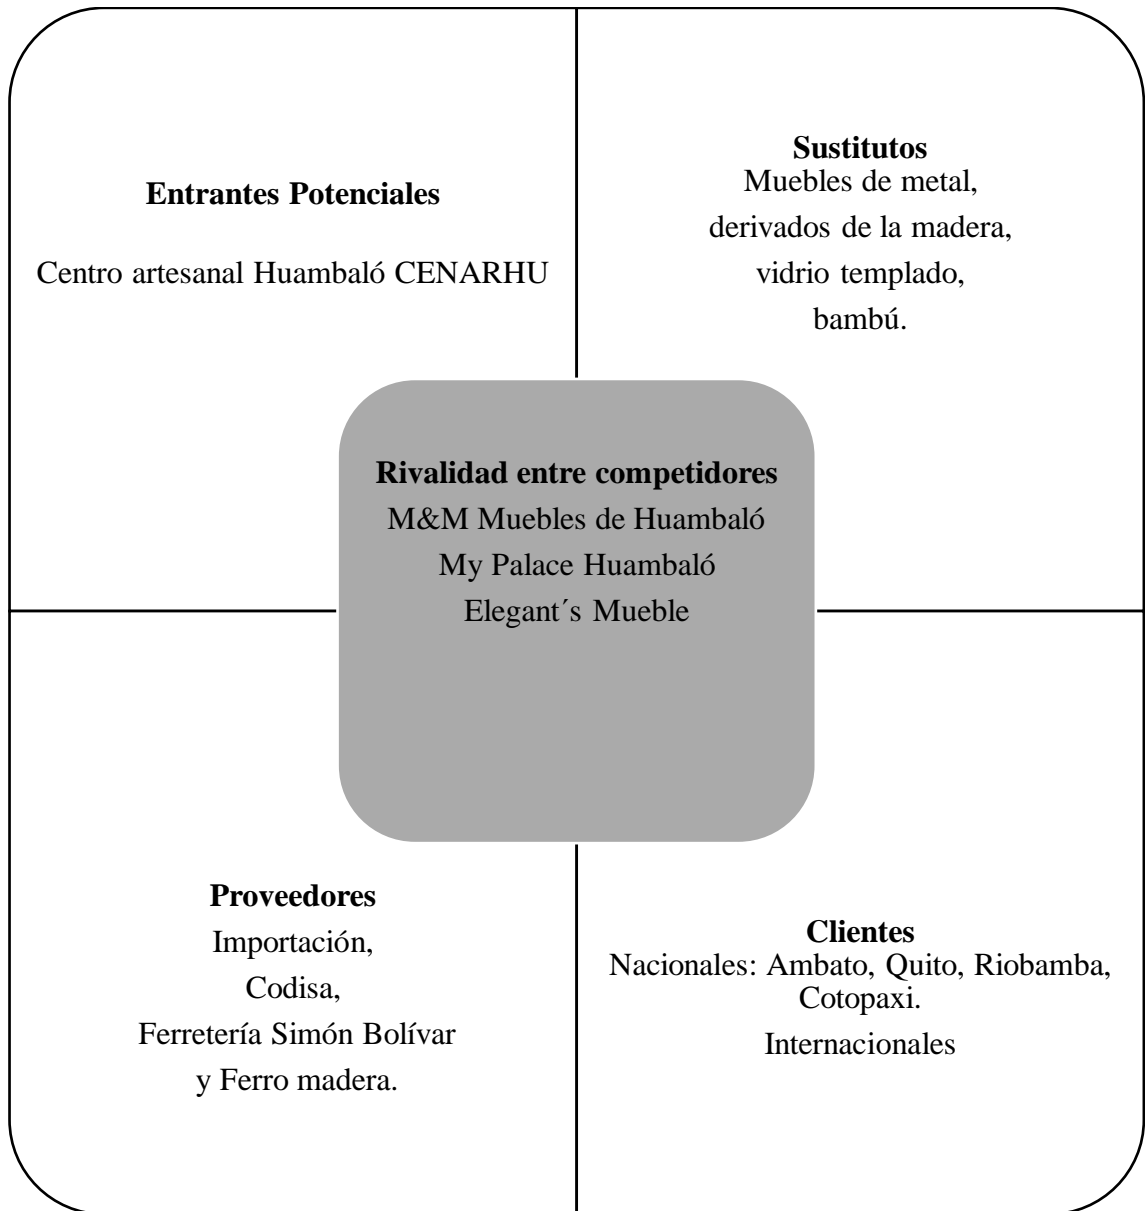 Entrantes Potenciales
Centro artesanal Huambaló CENARHU
Sustitutos
Muebles de metal,
derivados de la madera,
vidrio templado,
bambú.
Rivalidad entre competidores
M&M Muebles de Huambaló
My Palace Huambaló
Elegant´s Mueble
Proveedores
Importación,
Codisa,
Ferretería Simón Bolívar
y Ferro madera.
Clientes
Nacionales: Ambato, Quito, Riobamba,
Cotopaxi.
Internacionales